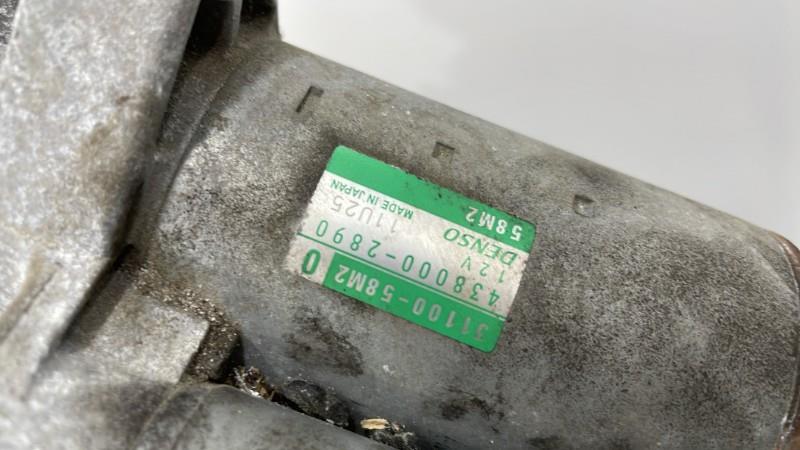 31100-58M2 0
438000-2890
12V
DENSO 11U25
58M2 MADE IN JAPAN